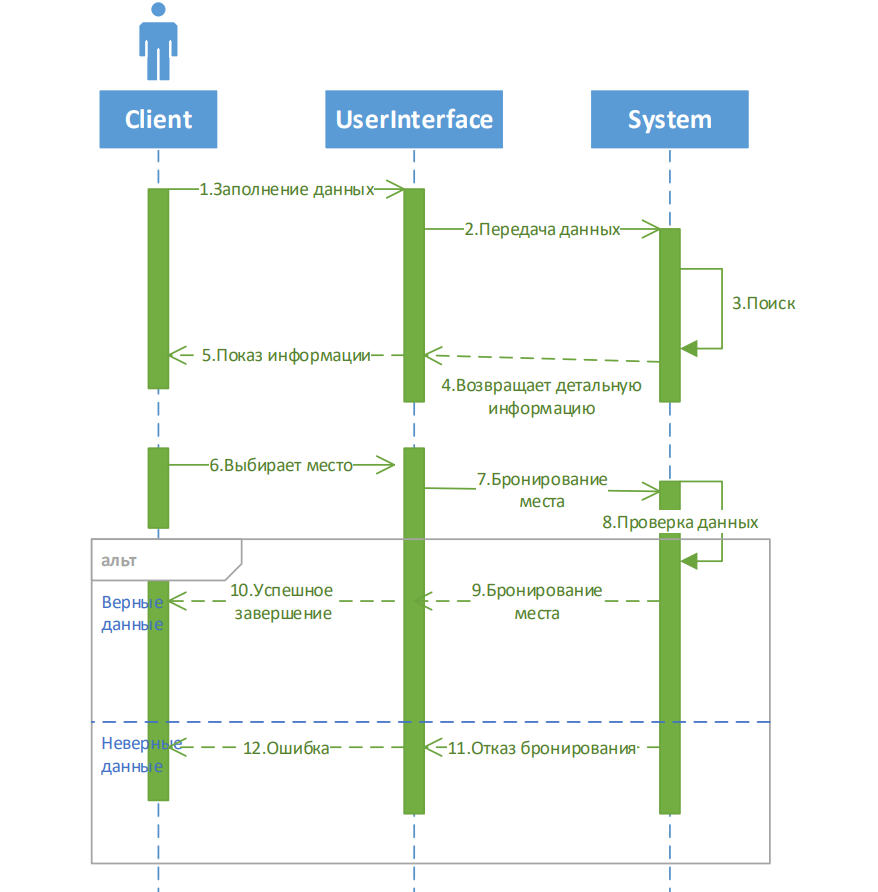 Client
UserInterface
System
1.Заполнение данных
2.Передача данных
3.Поиск
5.Показ информации
4.Возвращает детальную
информацию
6.Выбирает место
7.Бронирование
места
8.Проверка данных
альт
Верные
данные
10.Успешное
завершение
9.Бронирование
места
Неверные
данные
12.Ошибка
11.Отказ бронирования